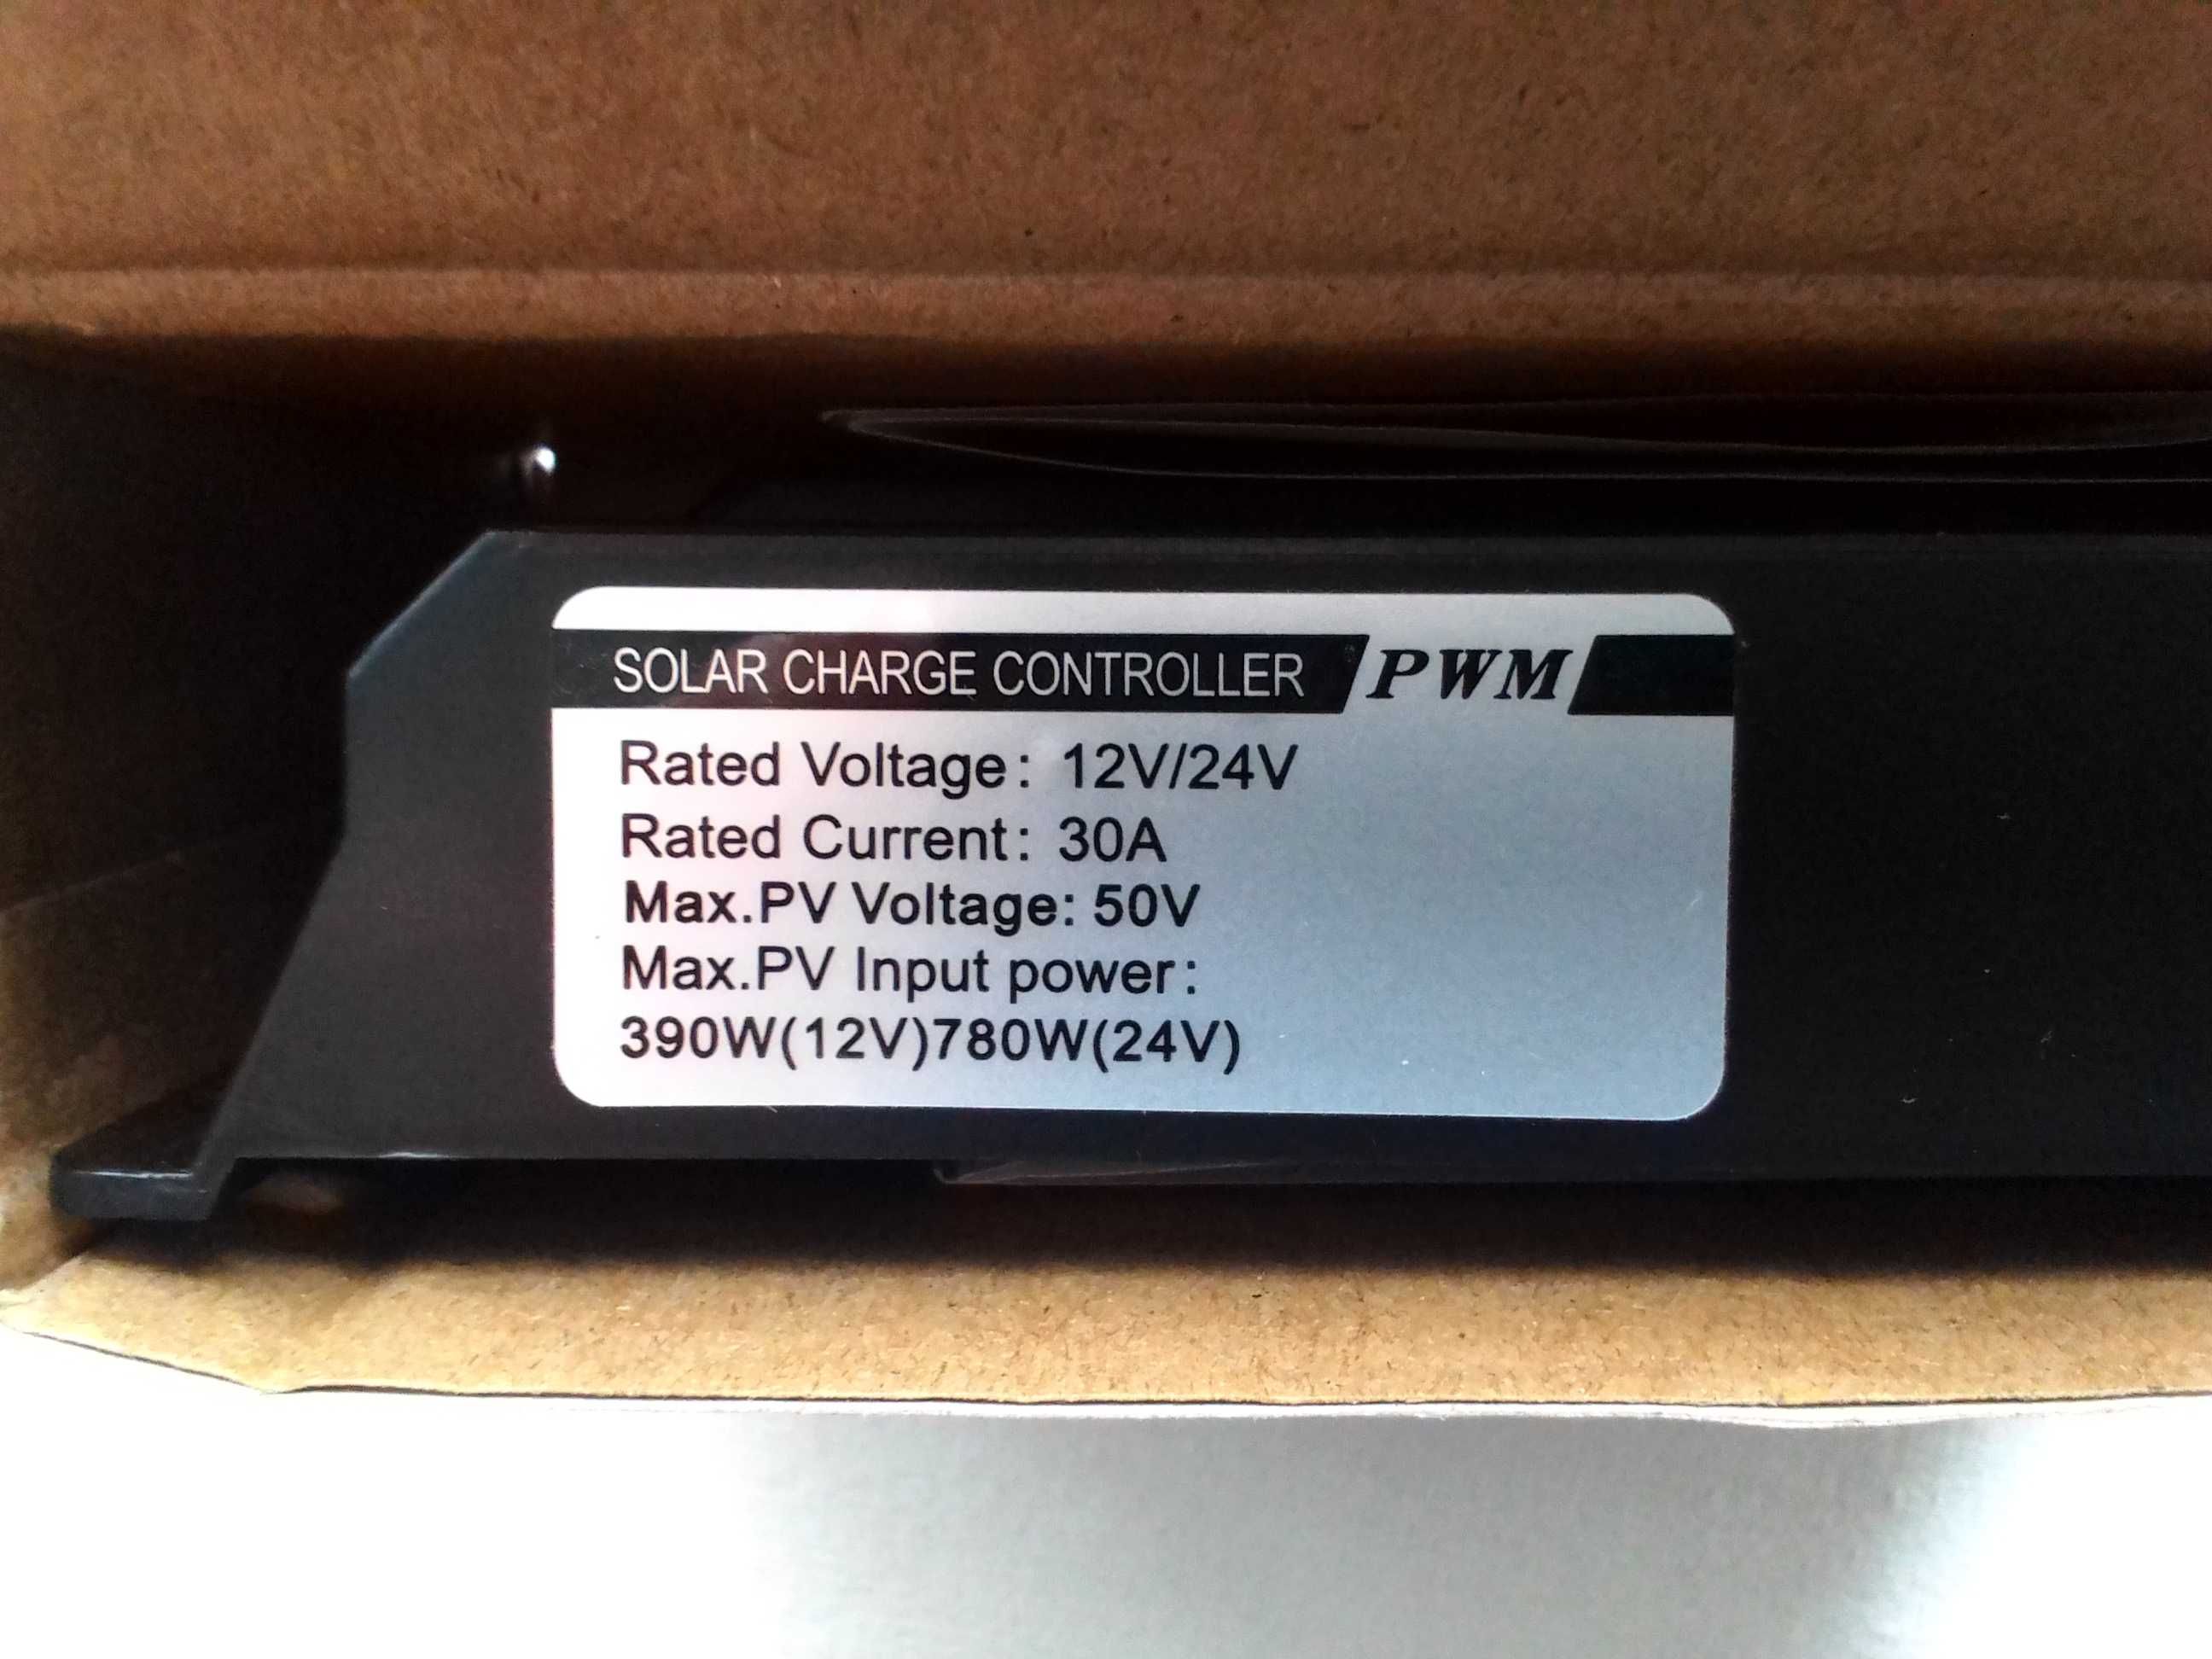 SOLAR CHARGE CONTROLLER PWM
Rated Voltage: 12V/24V
Rated Current: 30A
Max.PV Voltage: 50V
Max.PV Input power:
390W(12V)780W(24V)